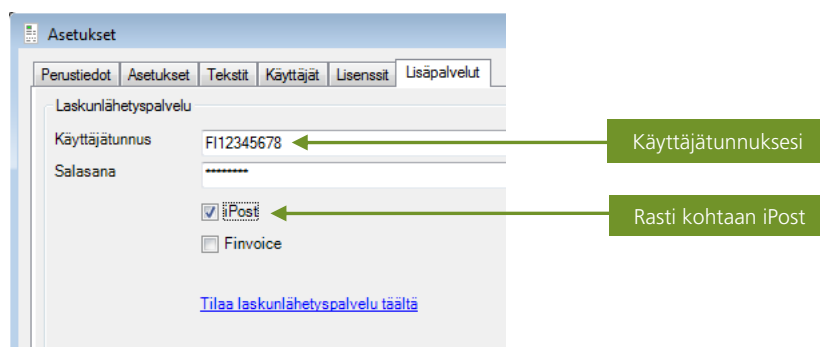 Asetukset
Perustiedot Asetukset Tekstit Käyttäjät Lisenssit Lisäpalvelut
Laskunlähetyspalvelu
Käyttäjätunnus FI12345678 Käyttäjätunnuksesi
Salasana ********
iPost Rasti kohtaan iPost
Finvoice
Tilaa laskunlähetyspalvelu täältä